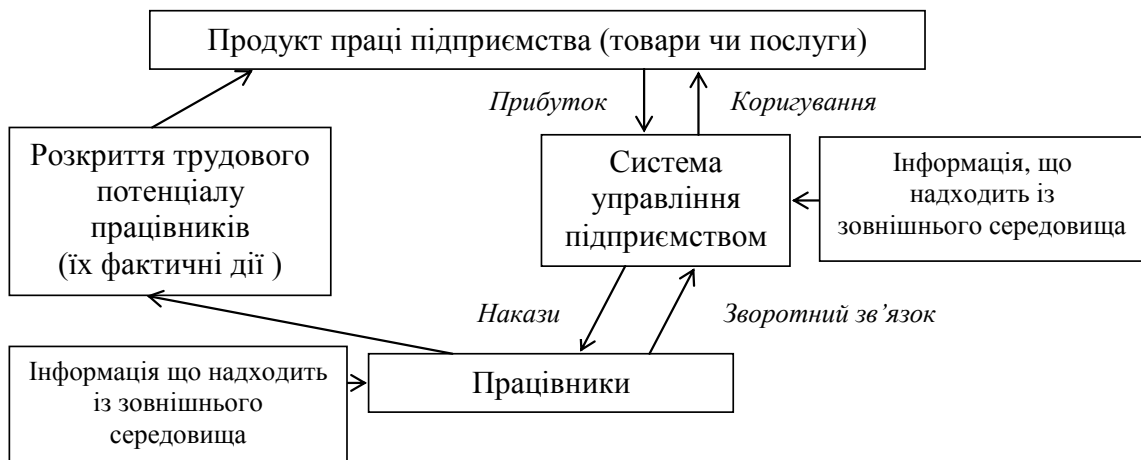 Продукт праці підприємства (товари чи послуги)
Прибуток
Коригування
Розкриття трудового
потенціалу
працівників
(їх фактичні дії )
Система
управління
підприємством
Інформація, що
надходить із
зовнішнього середовища
Накази
Зворотний зв’язок
Інформація що надходить
із зовнішнього
середовища
Працівники